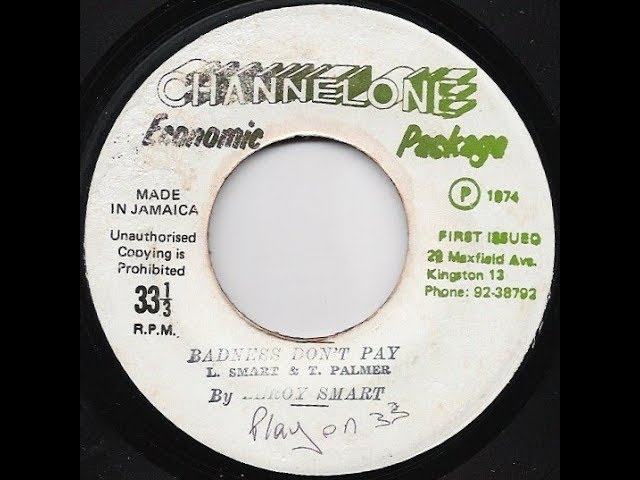 CHANNEL ONE
Economic Package
MADE
IN JAMAICA
Unauthorised
Copying is
Prohibited
33 1/3
R.P.M.
Ⓟ 1974
FIRST ISSUED
29 Maxfield Ave.
Kingston 13
Phone: 92-38792
BADNESS DON'T PAY
L. SMART & T. PALMER
By LEROY SMART
Play on 33